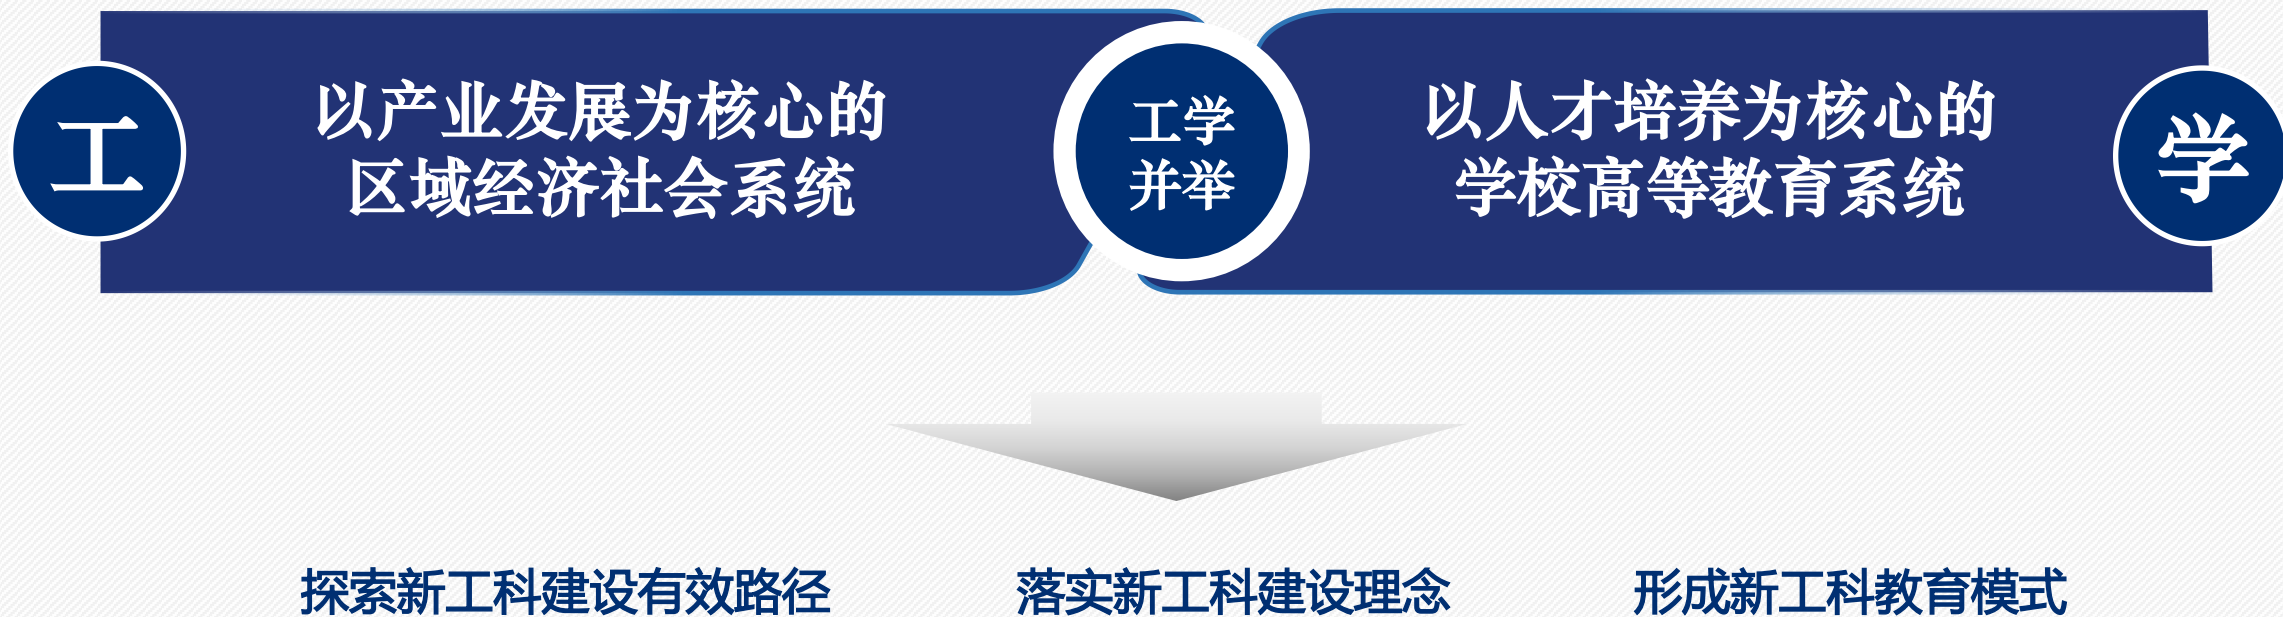 工
以产业发展为核心的
区域经济社会系统
工学
并举
以人才培养为核心的
学校高等教育系统
学
探索新工科建设有效路径
落实新工科建设理念
形成新工科教育模式